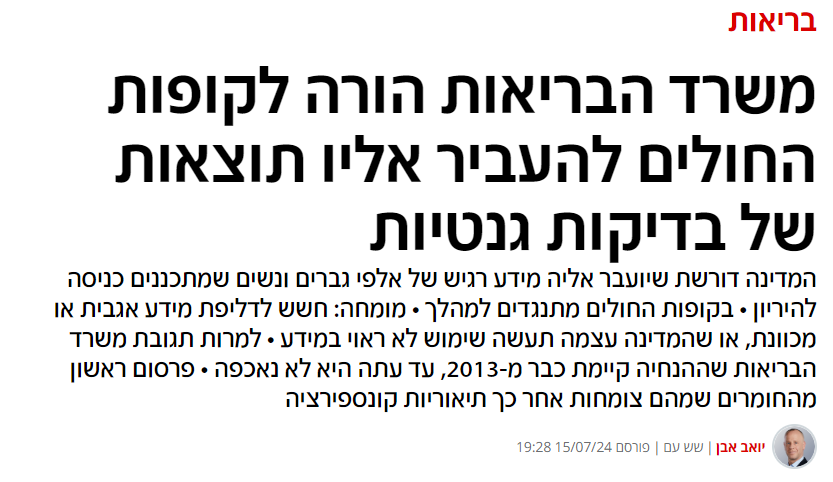 בריאות
משרד הבריאות הורה לקופות
החולים להעביר אליו תוצאות
של בדיקות גנטיות
המדינה דורשת שיועבר אליה מידע רגיש של אלפי גברים ונשים שמתכננים כניסה
להיריון • בקופות החולים מתנגדים למהלך • מומחה: חשש לדליפת מידע אגבית או
מכוונת, או שהמדינה עצמה תעשה שימוש לא ראוי במידע • למרות תגובת משרד
הבריאות שההנחיה קיימת כבר מ-2013, עד עתה היא לא נאכפה • פרסום ראשון
מהחומרים שמהם צומחות אחר כך תיאוריות קונספירציה
יואב אבן | שש עם | פורסם 15/07/24 19:28